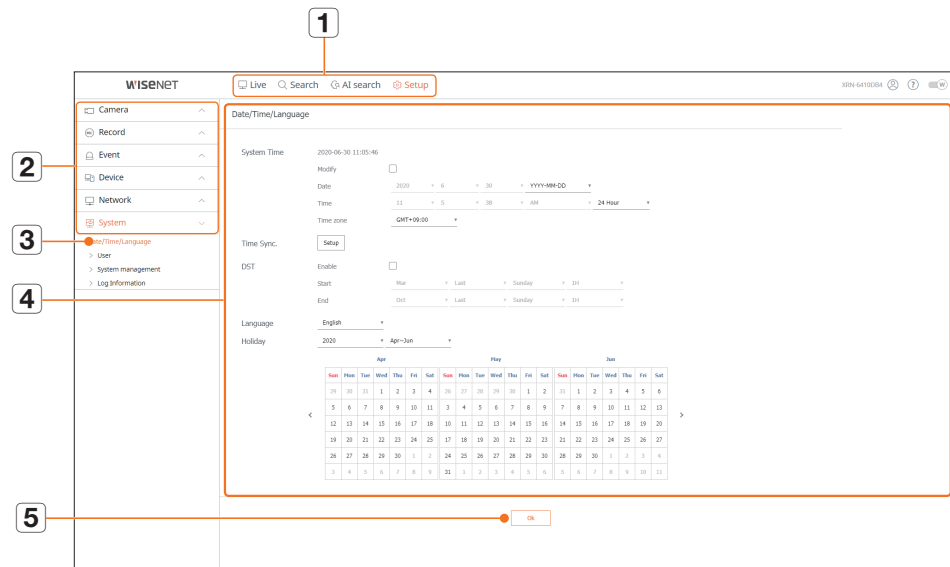 1
WISENET
Live Search AI search Setup
XRN-6410DB4 ? W
2
Camera
Record
Event
Device
Network
System
3
ate/Time/Language
> User
> System management
> Log Information
4
Date/Time/Language
System Time 2020-06-30 11:05:46
Modify
Date 2020 6 30 YYYY-MM-DD
Time 11 5 38 AM 24 Hour
Time zone GMT+09:00
Time Sync. Setup
DST Enable
Start Mar Last Sunday 1H
End Oct Last Sunday 1H
Language English
Holiday 2020 Apr~Jun
Apr May Jun
Sun Mon Tue Wed Thu Fri Sat Sun Mon Tue Wed Thu Fri Sat Sun Mon Tue Wed Thu Fri Sat
29 30 31 1 2 3 4 26 27 28 29 30 1 2 31 1 2 3 4 5 6
5 6 7 8 9 10 11 3 4 5 6 7 8 9 7 8 9 10 11 12 13
< 12 13 14 15 16 17 18 10 11 12 13 14 15 16 14 15 16 17 18 19 20 >
19 20 21 22 23 24 25 17 18 19 20 21 22 23 21 22 23 24 25 26 27
26 27 28 29 30 1 2 24 25 26 27 28 29 30 28 29 30 1 2 3 4
3 4 5 6 7 8 9 31 1 2 3 4 5 6 5 6 7 8 9 10 11
5
Ok